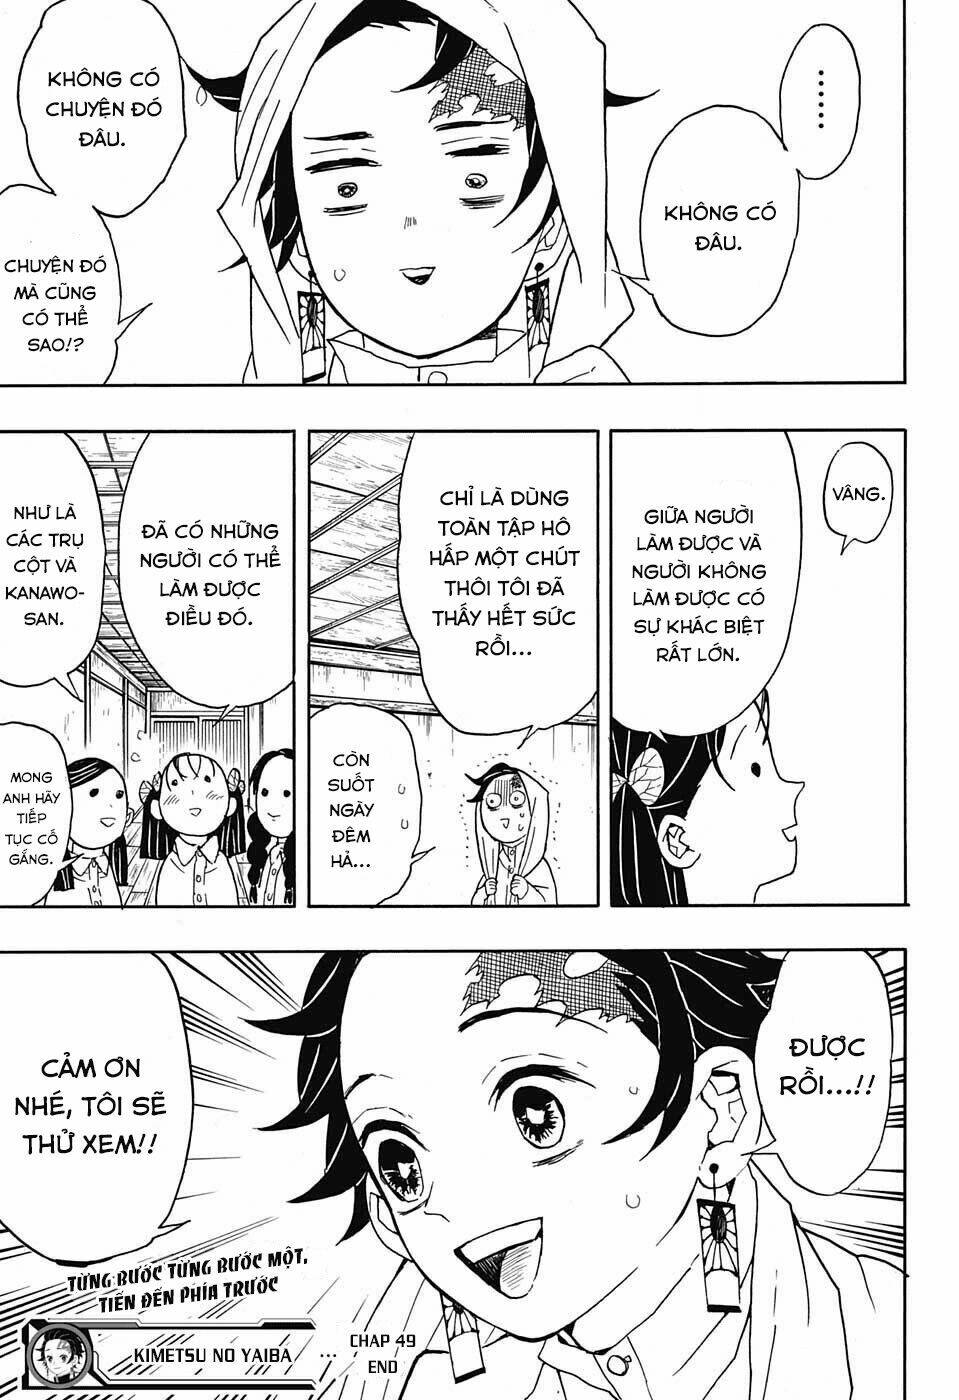 ......
KHÔNG CÓ
ĐÂU.
KHÔNG CÓ
CHUYỆN ĐÓ
ĐÂU.
CHUYỆN ĐÓ
MÀ CŨNG
CÓ THỂ
SAO!?
VÂNG.
GIỮA NGƯỜI
LÀM ĐƯỢC VÀ
NGƯỜI KHÔNG
LÀM ĐƯỢC CÓ
SỰ KHÁC BIỆT
RẤT LỚN.
CHỈ LÀ DÙNG
TOÀN TẬP HÔ
HẤP MỘT CHÚT
THÔI TÔI ĐÃ
THẤY HẾT SỨC
RỒI...
CÒN
SUỐT
NGÀY
ĐÊM
HẢ...
ĐÃ CÓ NHỮNG
NGƯỜI CÓ THỂ
LÀM ĐƯỢC
ĐIỀU ĐÓ.
NHƯ LÀ
CÁC TRỤ
CỘT VÀ
KANAWO-
SAN.
MONG
ANH HÃY
TIẾP
TỤC CỐ
GẮNG.
ĐƯỢC
RỒI...!!
CẢM ƠN
NHÉ, TÔI SẼ
THỬ XEM!!
TỪNG BƯỚC TỪNG BƯỚC MỘT,
TIẾN ĐẾN PHÍA TRƯỚC
KIMETSU NO YAIBA ... CHAP 49
END